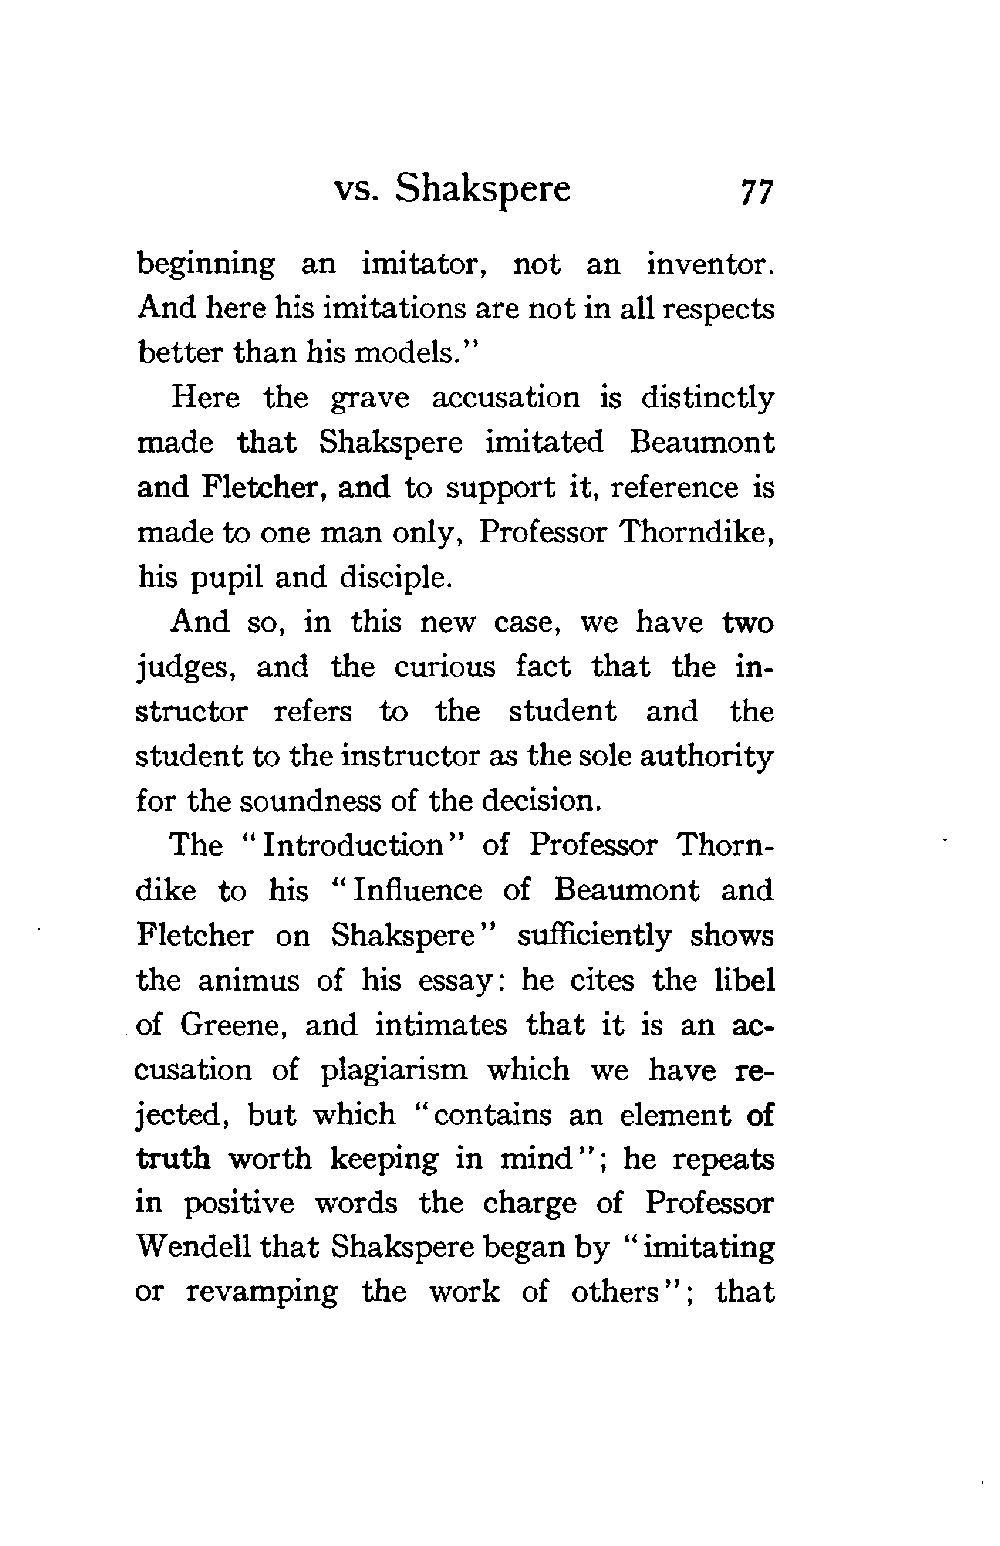 vs. Shakspere 77
beginning an imitator, not an inventor.
And here his imitations are not in all respects
better than his models."
Here the grave accusation is distinctly
made that Shakspere imitated Beaumont
and Fletcher, and to support it, reference is
made to one man only, Professor Thorndike,
his pupil and disciple.
And so, in this new case, we have two
judges, and the curious fact that the in-
structor refers to the student and the
student to the instructor as the sole authority
for the soundness of the decision.
The "Introduction" of Professor Thorn-
dike to his "Influence of Beaumont and
Fletcher on Shakspere" sufficiently shows
the animus of his essay: he cites the libel
of Greene, and intimates that it is an ac-
cusation of plagiarism which we have re-
jected, but which "contains an element of
truth worth keeping in mind"; he repeats
in positive words the charge of Professor
Wendell that Shakspere began by "imitating
or revamping the work of others"; that